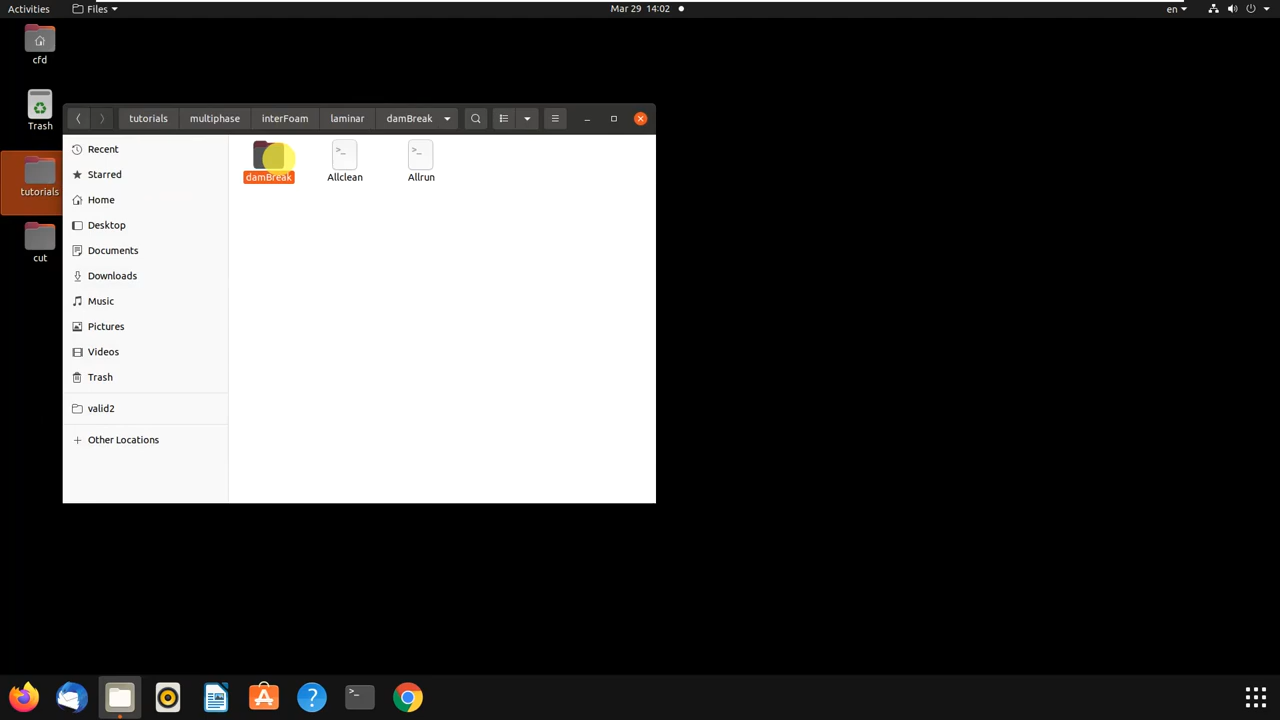 Activities Files Mar 29 14:02 en
cfd
Trash
tutorials
cut
tutorials multiphase interFoam laminar damBreak
Recent
Starred
Home
Desktop
Documents
Downloads
Music
Pictures
Videos
Trash
valid2
+ Other Locations
damBreak Allclean Allrun